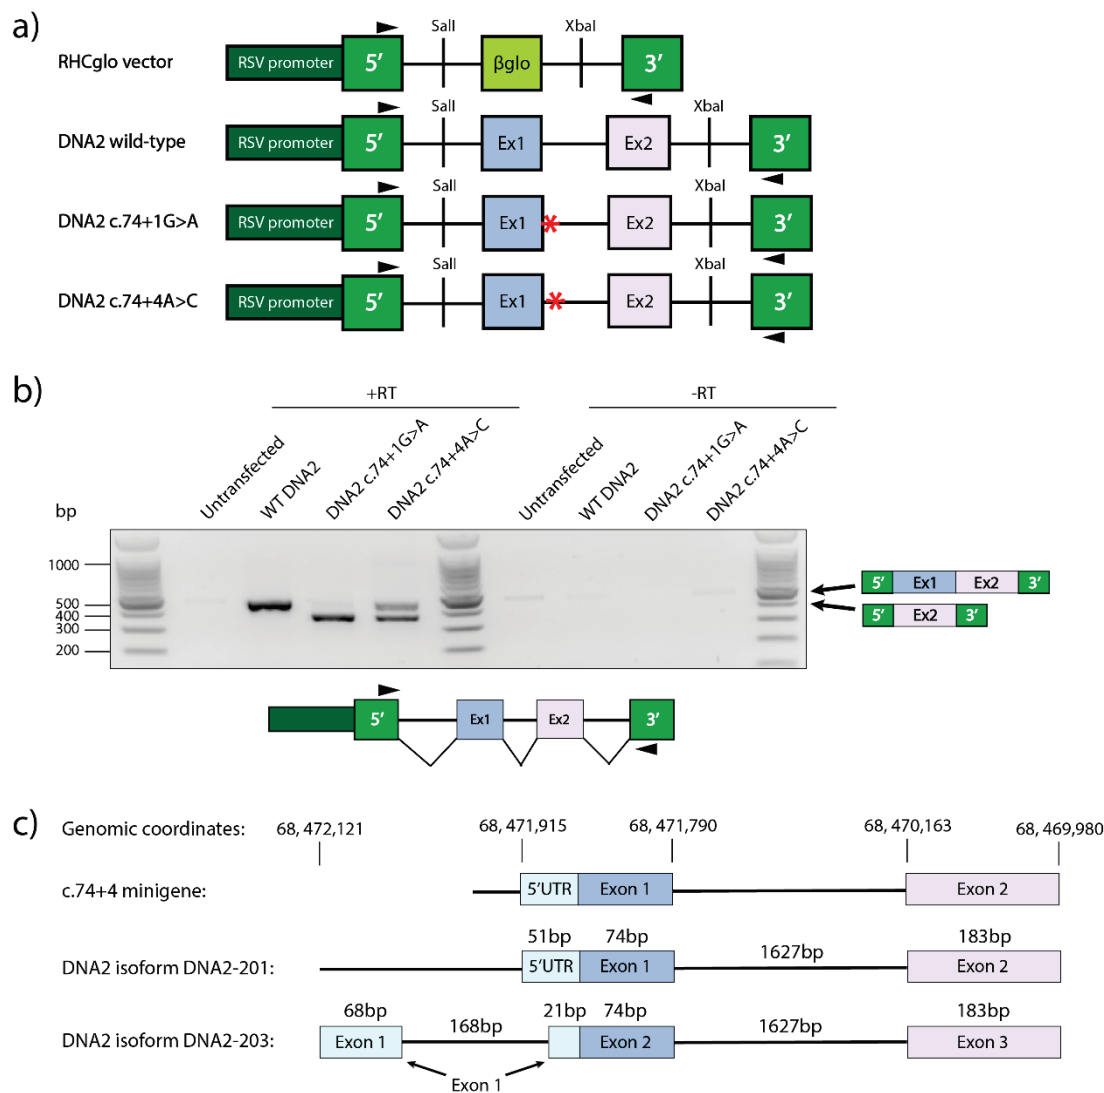 a)
SalI XbaI
RHCglo vector RSV promoter 5’ βglo 3’
SalI XbaI
DNA2 wild-type RSV promoter 5’ Ex1 Ex2 3’
SalI XbaI
DNA2 c.74+1G>A RSV promoter 5’ Ex1 * Ex2 3’
SalI XbaI
DNA2 c.74+4A>C RSV promoter 5’ Ex1 * Ex2 3’
b)
+RT -RT
Untransfected WT DNA2 DNA2 c.74+1G>A DNA2 c.74+4A>C Untransfected WT DNA2 DNA2 c.74+1G>A DNA2 c.74+4A>C
bp
1000
500
400
300
200
5’ Ex1 Ex2 3’
5’ Ex2 3’
5’ Ex1 Ex2 3’
c)
Genomic coordinates: 68, 472,121 68, 471,915 68, 471,790 68, 470,163 68, 469,980
c.74+4 minigene: 5’UTR Exon 1 Exon 2
51bp 74bp 1627bp 183bp
DNA2 isoform DNA2-201: 5’UTR Exon 1 Exon 2
68bp 168bp 21bp 74bp 1627bp 183bp
DNA2 isoform DNA2-203: Exon 1 Exon 2 Exon 3
Exon 1